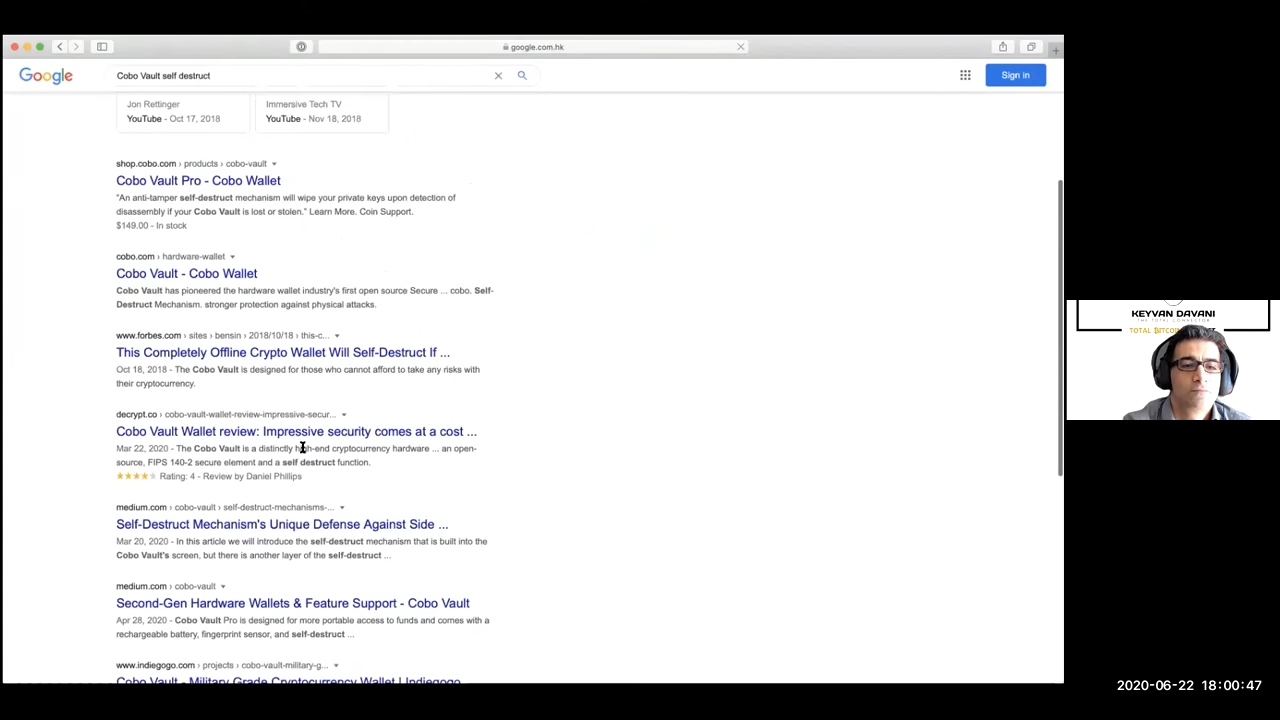 google.com.hk
Google
Cobo Vault self destruct
Sign in
Jon Rettinger
YouTube - Oct 17, 2018
Immersive Tech TV
YouTube - Nov 18, 2018
shop.cobo.com › products › cobo-vault
Cobo Vault Pro - Cobo Wallet
"An anti-tamper self-destruct mechanism will wipe your private keys upon detection of
disassembly if your Cobo Vault is lost or stolen." Learn More. Coin Support.
$149.00 - In stock
cobo.com › hardware-wallet
Cobo Vault - Cobo Wallet
Cobo Vault has pioneered the hardware wallet industry's first open source Secure ... cobo. Self-
Destruct Mechanism. stronger protection against physical attacks.
www.forbes.com › sites › bensin › 2018/10/18 › this-c...
This Completely Offline Crypto Wallet Will Self-Destruct If ...
Oct 18, 2018 - The Cobo Vault is designed for those who cannot afford to take any risks with
their cryptocurrency.
decrypt.co › cobo-vault-wallet-review-impressive-secur...
Cobo Vault Wallet review: Impressive security comes at a cost ...
Mar 22, 2020 - The Cobo Vault is a distinctly high-end cryptocurrency hardware ... an open-
source, FIPS 140-2 secure element and a self destruct function.
Rating: 4 - Review by Daniel Phillips
medium.com › cobo-vault › self-destruct-mechanisms-...
Self-Destruct Mechanism's Unique Defense Against Side ...
Mar 20, 2020 - In this article we will introduce the self-destruct mechanism that is built into the
Cobo Vault's screen, but there is another layer of the self-destruct ...
medium.com › cobo-vault
Second-Gen Hardware Wallets & Feature Support - Cobo Vault
Apr 28, 2020 - Cobo Vault Pro is designed for more portable access to funds and comes with a
rechargeable battery, fingerprint sensor, and self-destruct ...
www.indiegogo.com › projects › cobo-vault-military-g...
Cobo Vault - Military Grade Cryptocurrency Wallet | Indiegogo
KEYVAN DAVANI
THE TOTAL CONNECTOR
TOTAL BITCOIN
2020-06-22 18:00:47